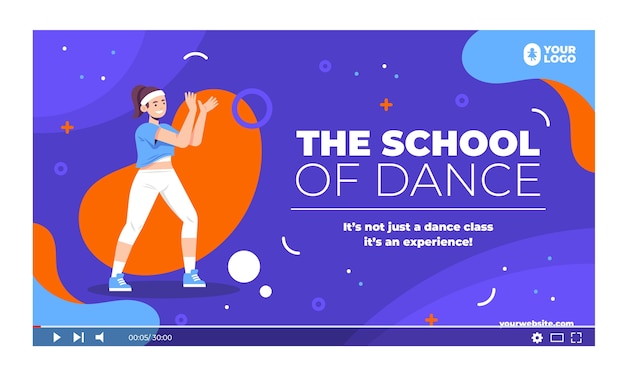 YOUR
LOGO
THE SCHOOL
OF DANCE
It's not just a dance class
it's an experience!
yourwebsite.com
00:05/ 30:00